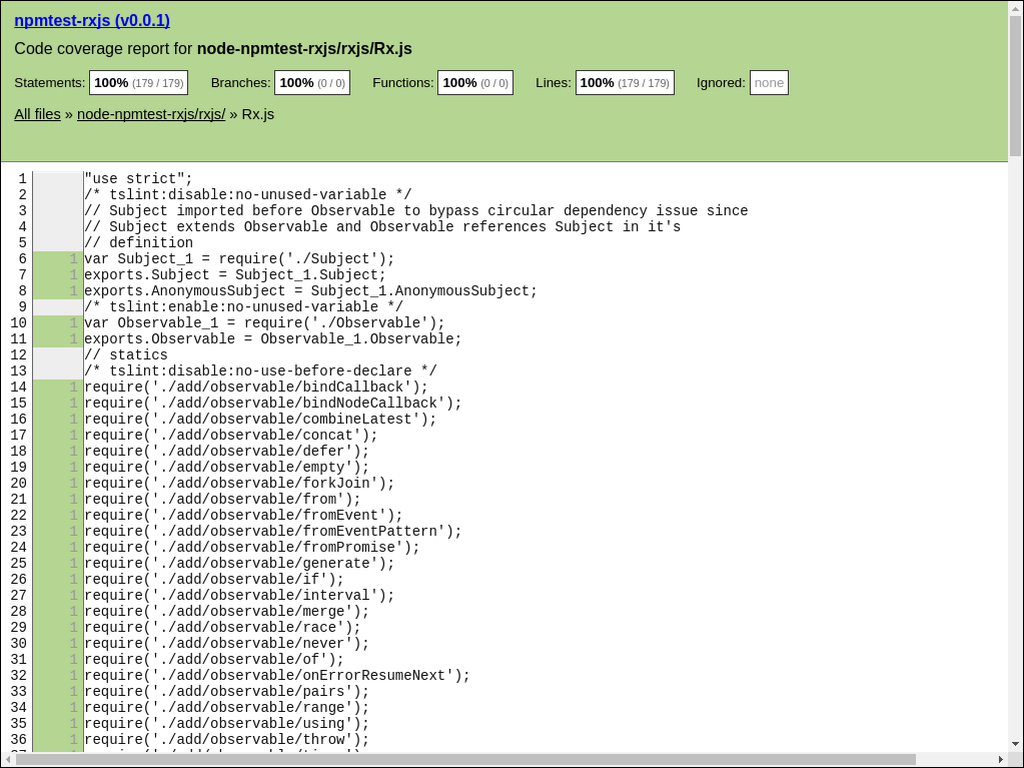 npmtest-rxjs (v0.0.1)
Code coverage report for node-npmtest-rxjs/rxjs/Rx.js
Statements: 100% (179 / 179) Branches: 100% (0 / 0) Functions: 100% (0 / 0) Lines: 100% (179 / 179) Ignored: none
All files » node-npmtest-rxjs/rxjs/ » Rx.js
1 "use strict";
2 /* tslint:disable:no-unused-variable */
3 // Subject imported before Observable to bypass circular dependency issue since
4 // Subject extends Observable and Observable references Subject in it's
5 // definition
6 1 var Subject_1 = require('./Subject');
7 1 exports.Subject = Subject_1.Subject;
8 1 exports.AnonymousSubject = Subject_1.AnonymousSubject;
9 /* tslint:enable:no-unused-variable */
10 1 var Observable_1 = require('./Observable');
11 1 exports.Observable = Observable_1.Observable;
12 // statics
13 /* tslint:disable:no-use-before-declare */
14 1 require('./add/observable/bindCallback');
15 1 require('./add/observable/bindNodeCallback');
16 1 require('./add/observable/combineLatest');
17 1 require('./add/observable/concat');
18 1 require('./add/observable/defer');
19 1 require('./add/observable/empty');
20 1 require('./add/observable/forkJoin');
21 1 require('./add/observable/from');
22 1 require('./add/observable/fromEvent');
23 1 require('./add/observable/fromEventPattern');
24 1 require('./add/observable/fromPromise');
25 1 require('./add/observable/generate');
26 1 require('./add/observable/if');
27 1 require('./add/observable/interval');
28 1 require('./add/observable/merge');
29 1 require('./add/observable/race');
30 1 require('./add/observable/never');
31 1 require('./add/observable/of');
32 1 require('./add/observable/onErrorResumeNext');
33 1 require('./add/observable/pairs');
34 1 require('./add/observable/range');
35 1 require('./add/observable/using');
36 1 require('./add/observable/throw');